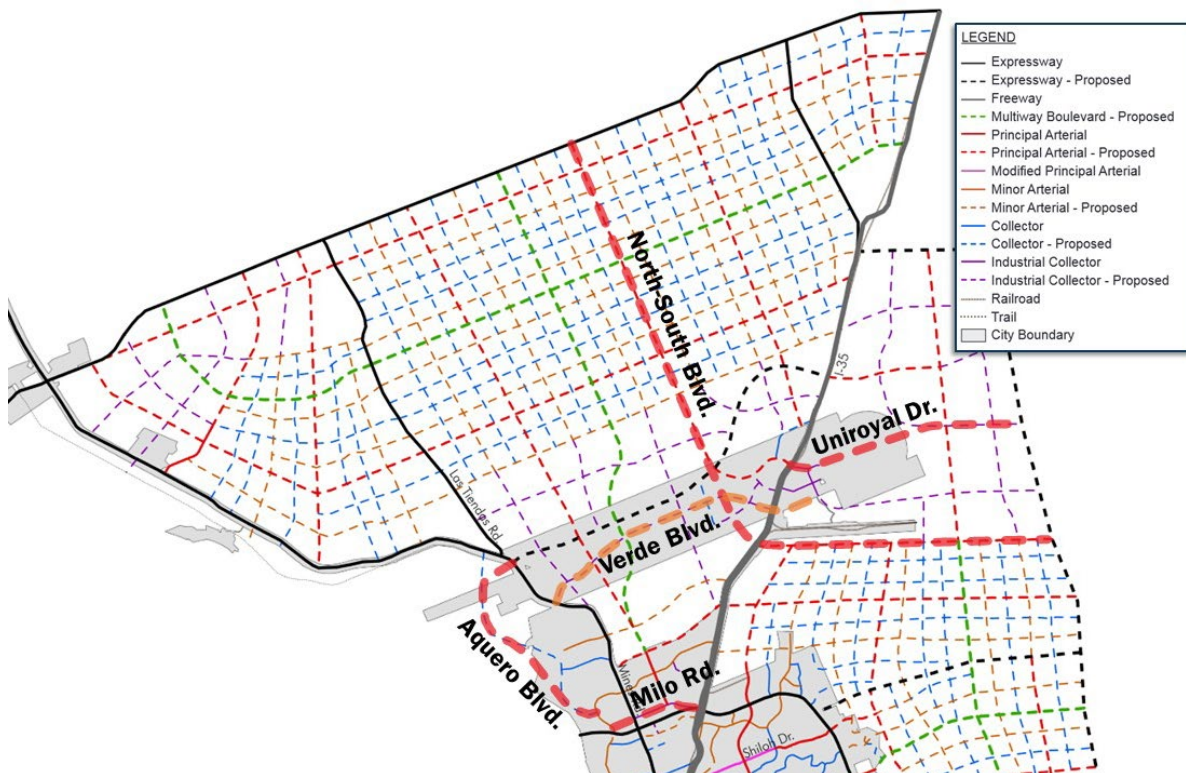 LEGEND
Expressway
Expressway - Proposed
Freeway
Multiway Boulevard - Proposed
Principal Arterial
Principal Arterial - Proposed
Modified Principal Arterial
Minor Arterial
Minor Arterial - Proposed
Collector
Collector - Proposed
Industrial Collector
Industrial Collector - Proposed
Railroad
Trail
City Boundary
North-South Blvd.
I-35
Uniroyal Dr.
Las Tiendas Rd
Verde Blvd.
Aquero Blvd.
Milo Rd.
Shiloh Dr.